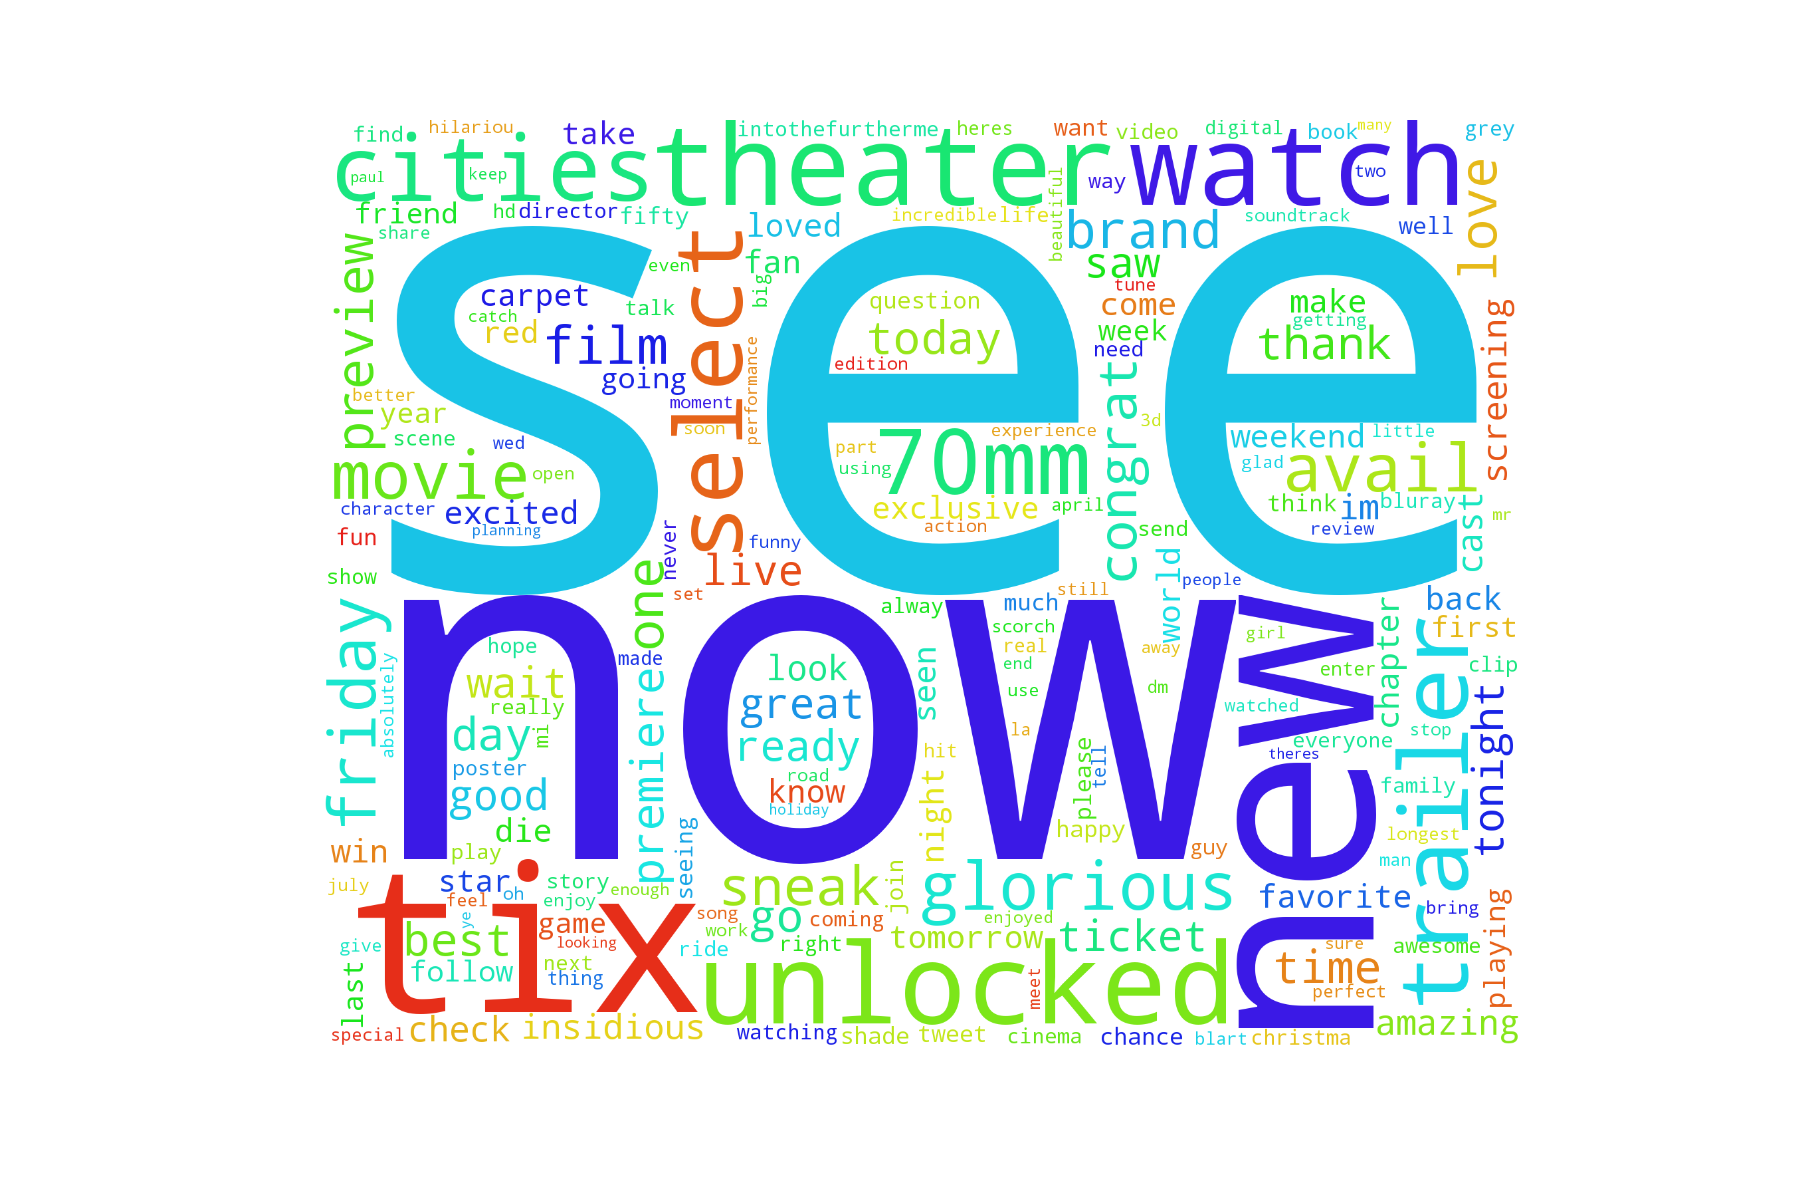 find hilariou take intothefurtherme heres want video digital book many grey
cities theater watch
paul keep way two
friend hd director fifty loved incredible life beautiful brand soundtrack well love
share
preview select even fan saw
see
carpet talk big question come tune make
catch getting
red film today week thank screening
going edition need
better moment performance congrat
year soon experience 3d weekend little
scene wed part
movie open using 70mm glad avail
character excited exclusive april think im bluray cast mr
planning action send review
fun never funny
show live set still world people
now
friday one alway much new back
scorch first
hope made look seen real away girl chapter trailer
absolutely wait end enter clip
really great use dm watched tonight
day mi ready la stop
premiere hit please everyone
poster road tell theres
good know night family
holiday
die happy longest
win play seeing guy man
july star story enough sneak join glorious favorite
tix feel oh enjoy song bring playing
ye game go coming enjoyed
best looking work tomorrow ticket sure awesome
give ride right
last follow next unlocked meet time
thing perfect
special check insidious watching shade tweet cinema chance blart christma amazing